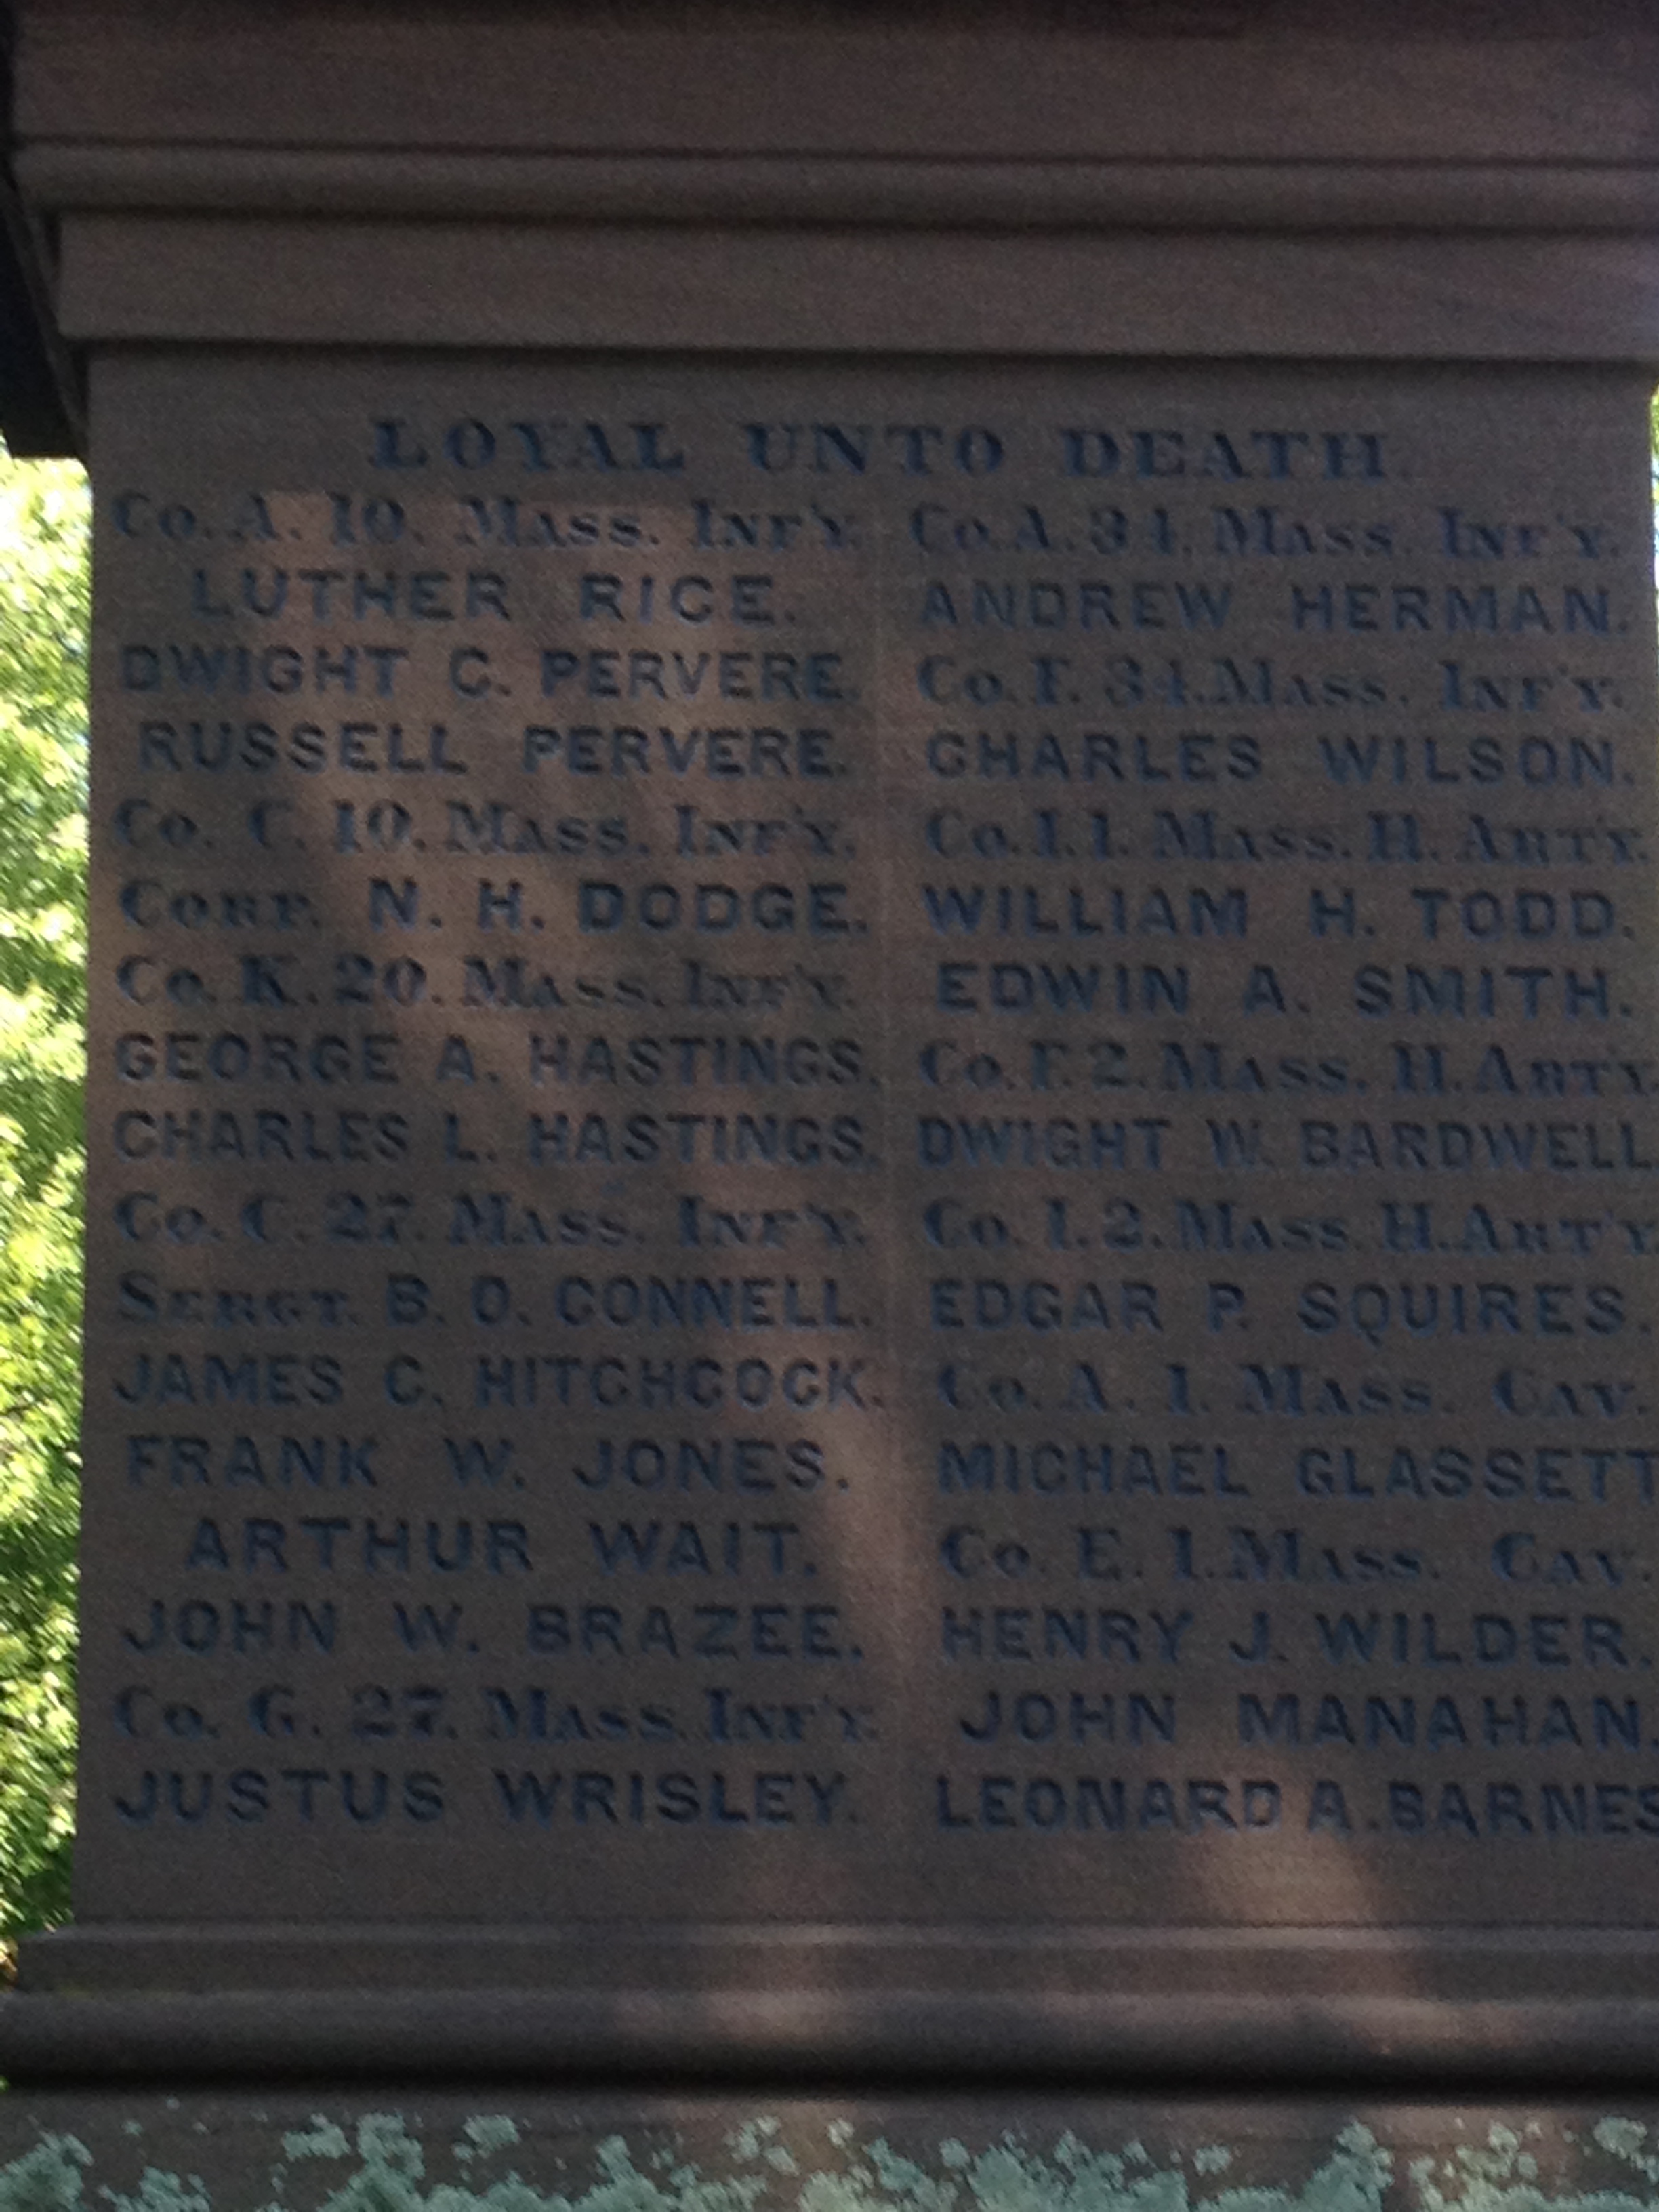 LOYAL UNTO DEATH
Co. A. 10. MASS. INF'Y.
LUTHER RICE.
DWIGHT C. PERVERE.
RUSSELL PERVERE.
Co. C. 10. MASS. INF'Y.
CORP. N. H. DODGE.
Co. K. 20. MASS. INF'Y.
GEORGE A. HASTINGS.
CHARLES L. HASTINGS.
Co. C. 27. MASS. INF'Y.
SERGT. B. O. CONNELL.
JAMES C. HITCHCOCK.
FRANK W. JONES.
ARTHUR WAIT.
JOHN W. BRAZEE.
Co. G. 27. MASS. INF'Y.
JUSTUS WRISLEY.
Co. A. 34. MASS. INF'Y.
ANDREW HERMAN.
Co. F. 34. MASS. INF'Y.
CHARLES WILSON.
Co. I. 1. MASS. H. ART'Y.
WILLIAM H. TODD.
EDWIN A. SMITH.
Co. F. 2. MASS. H. ART'Y.
DWIGHT W. BARDWELL.
Co. I. 2. MASS. H. ART'Y
EDGAR P. SQUIRES.
Co. A. 1. MASS. CAV.
MICHAEL GLASSETT
Co. E. 1. MASS. CAV.
HENRY J. WILDER.
JOHN MANAHAN.
LEONARD A. BARNES